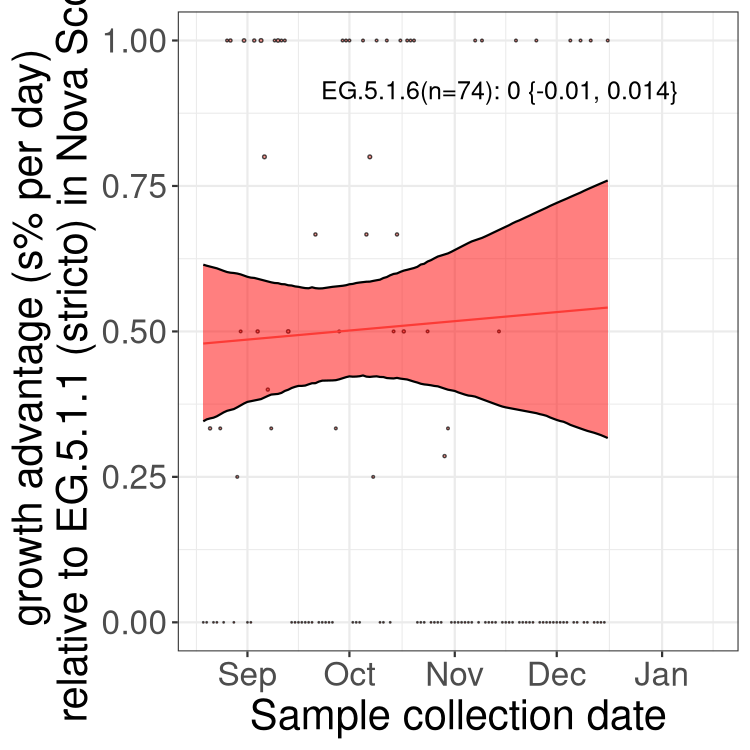 growth advantage (s% per day)
relative to EG.5.1.1 (stricto) in Nova Sco
1.00
0.75
0.50
0.25
0.00
EG.5.1.6(n=74): 0 {-0.01, 0.014}
Sep Oct Nov Dec Jan
Sample collection date